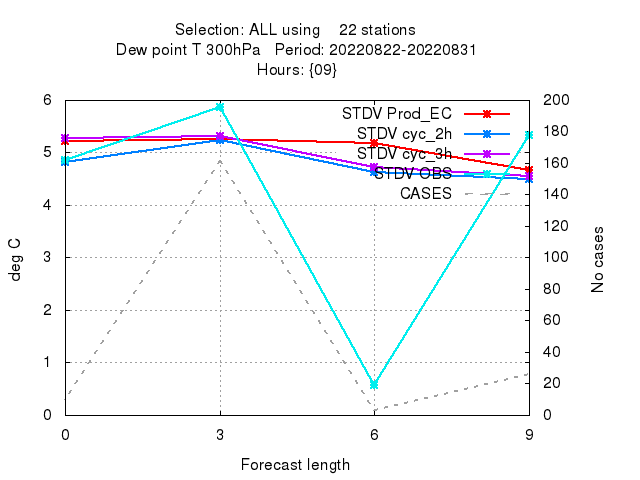 Selection: ALL using 22 stations
Dew point T 300hPa Period: 20220822-20220831
Hours: {09}
6 200
STDV Prod_EC
180
STDV cyc_2h
5 160
STDV cyc_3h
STDV OBS
140
CASES
4 120
3 100
80
2 60
40
1 20
0 0
deg C
No cases
0 3 6 9
Forecast length